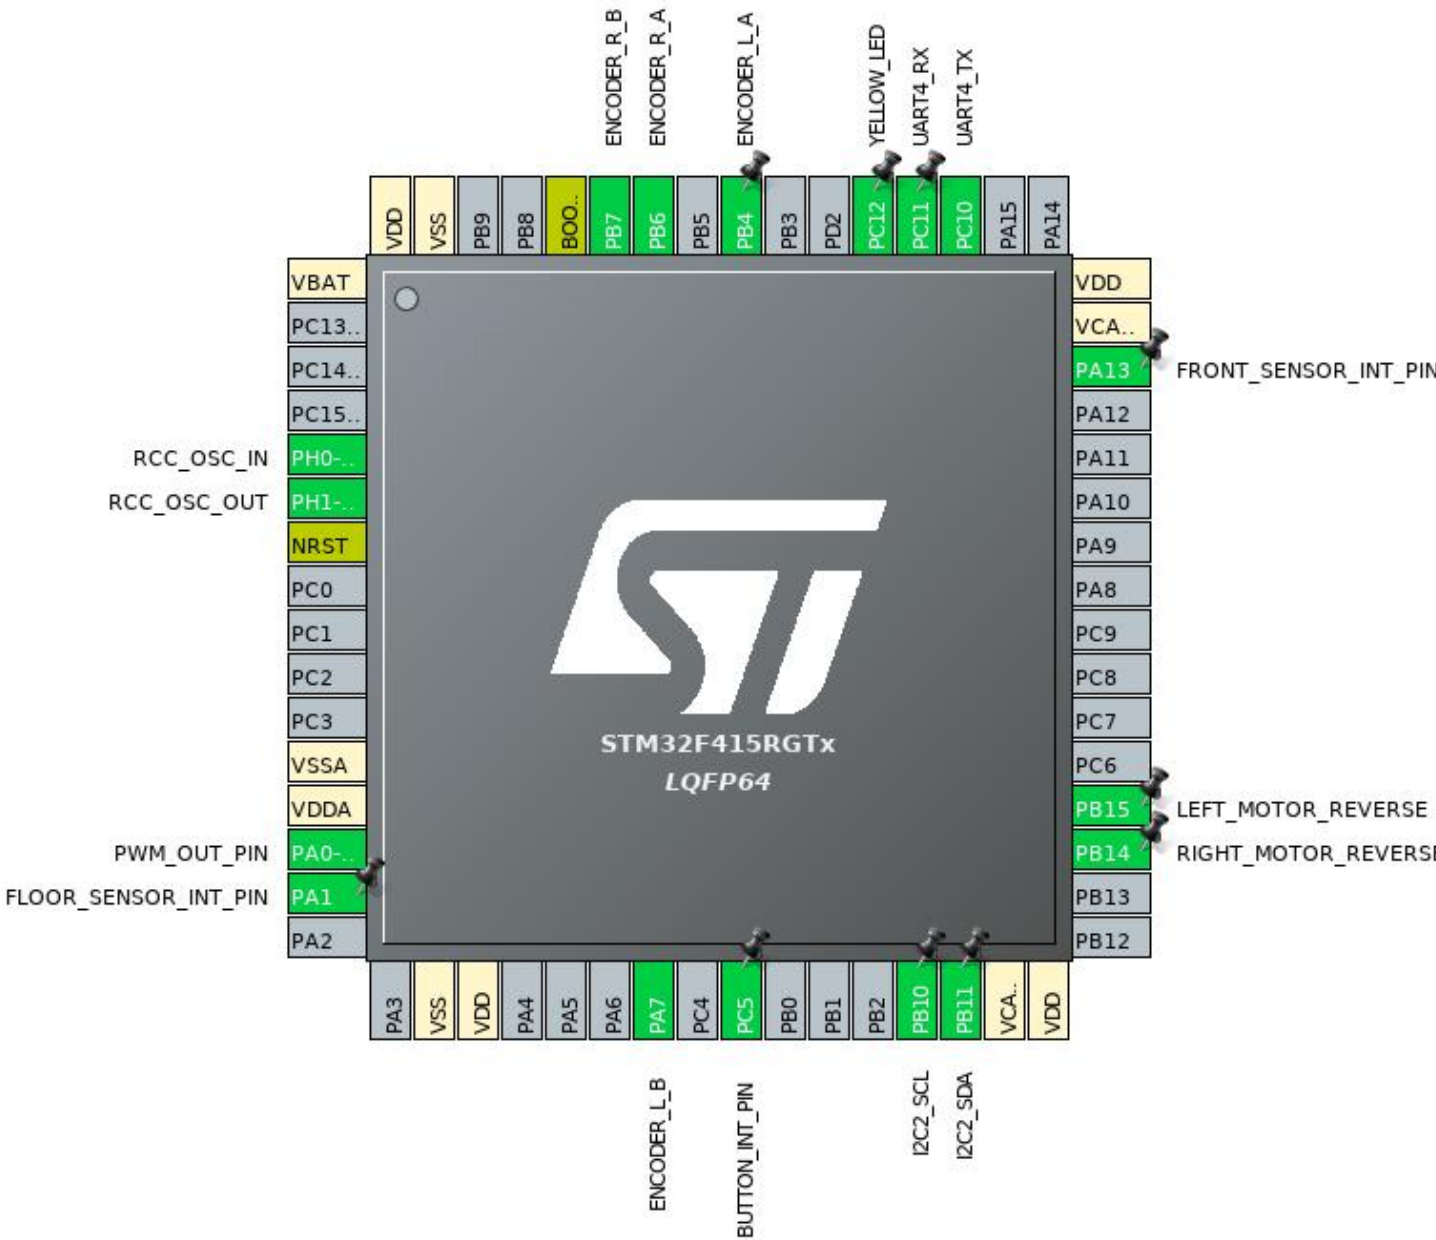 ENCODER_R_B
ENCODER_R_A
ENCODER_L_A
YELLOW_LED
UART4_RX
UART4_TX
VDD
VSS
PB9
PB8
BOO..
PB7
PB6
PB5
PB4
PB3
PD2
PC12
PC11
PC10
PA15
PA14
VBAT
PC13..
PC14..
PC15..
RCC_OSC_IN PH0-..
RCC_OSC_OUT PH1-..
NRST
PC0
PC1
PC2
PC3
VSSA
VDDA
PWM_OUT_PIN PA0-..
FLOOR_SENSOR_INT_PIN PA1
PA2
STM32F415RGTx
LQFP64
VDD
VCA..
PA13 FRONT_SENSOR_INT_PIN
PA12
PA11
PA10
PA9
PA8
PC9
PC8
PC7
PC6
PB15 LEFT_MOTOR_REVERSE
PB14 RIGHT_MOTOR_REVERSE
PB13
PB12
PA3
VSS
VDD
PA4
PA5
PA6
PA7
PC4
PC5
PB0
PB1
PB2
PB10
PB11
VCA..
VDD
ENCODER_L_B
BUTTON_INT_PIN
I2C2_SCL
I2C2_SDA